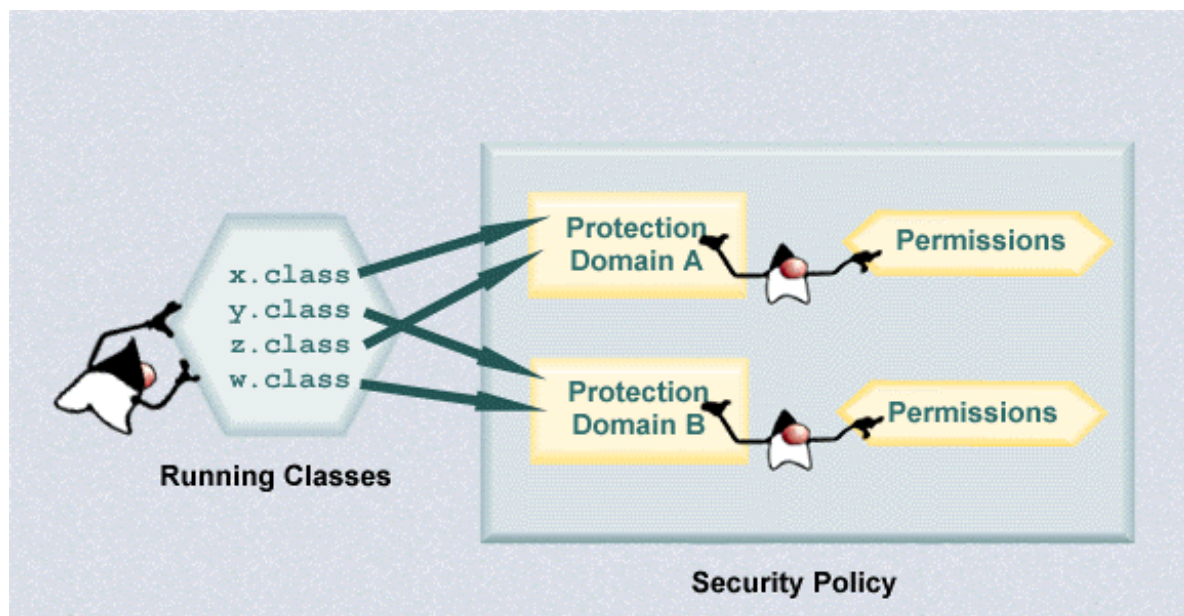 x.class
y.class
z.class
w.class
Running Classes
Protection
Domain A
Permissions
Protection
Domain B
Permissions
Security Policy